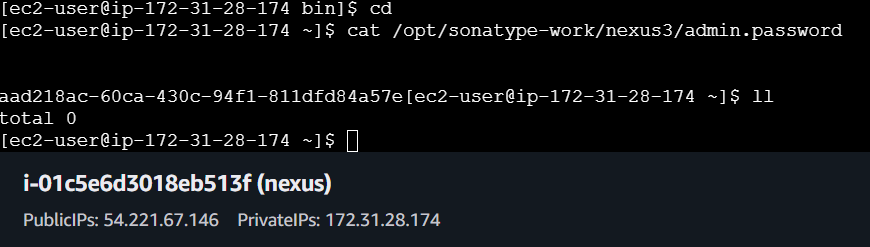 [ec2-user@ip-172-31-28-174 bin]$ cd
[ec2-user@ip-172-31-28-174 ~]$ cat /opt/sonatype-work/nexus3/admin.password
aad218ac-60ca-430c-94f1-811dfd84a57e[ec2-user@ip-172-31-28-174 ~]$ ll
total 0
[ec2-user@ip-172-31-28-174 ~]$
i-01c5e6d3018eb513f (nexus)
PublicIPs: 54.221.67.146 PrivateIPs: 172.31.28.174